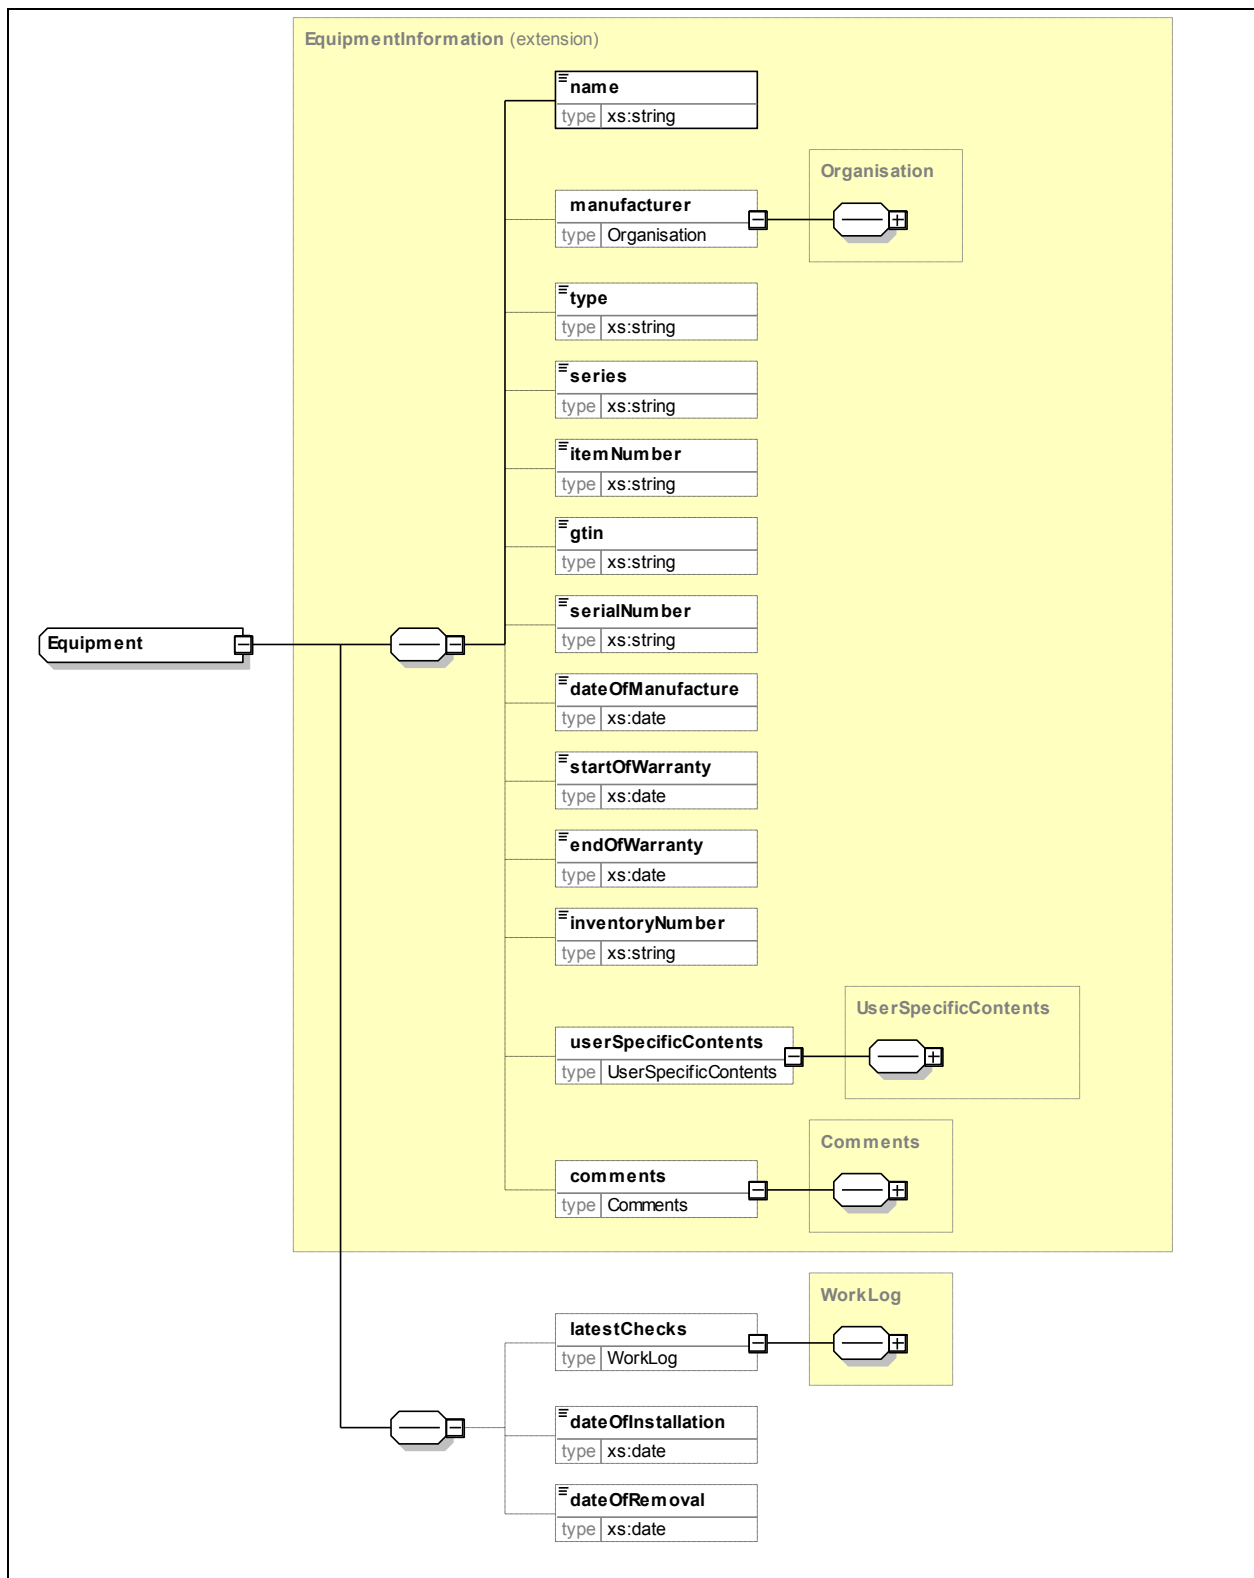 EquipmentInformation (extension)
name
type xs:string
Organisation
manufacturer
type Organisation
type
type xs:string
series
type xs:string
itemNumber
type xs:string
gtin
type xs:string
serialNumber
type xs:string
Equipment
dateOfManufacture
type xs:date
startOfWarranty
type xs:date
endOfWarranty
type xs:date
inventoryNumber
type xs:string
UserSpecificContents
userSpecificContents
type UserSpecificContents
Comments
comments
type Comments
WorkLog
latestChecks
type WorkLog
dateOfInstallation
type xs:date
dateOfRemoval
type xs:date